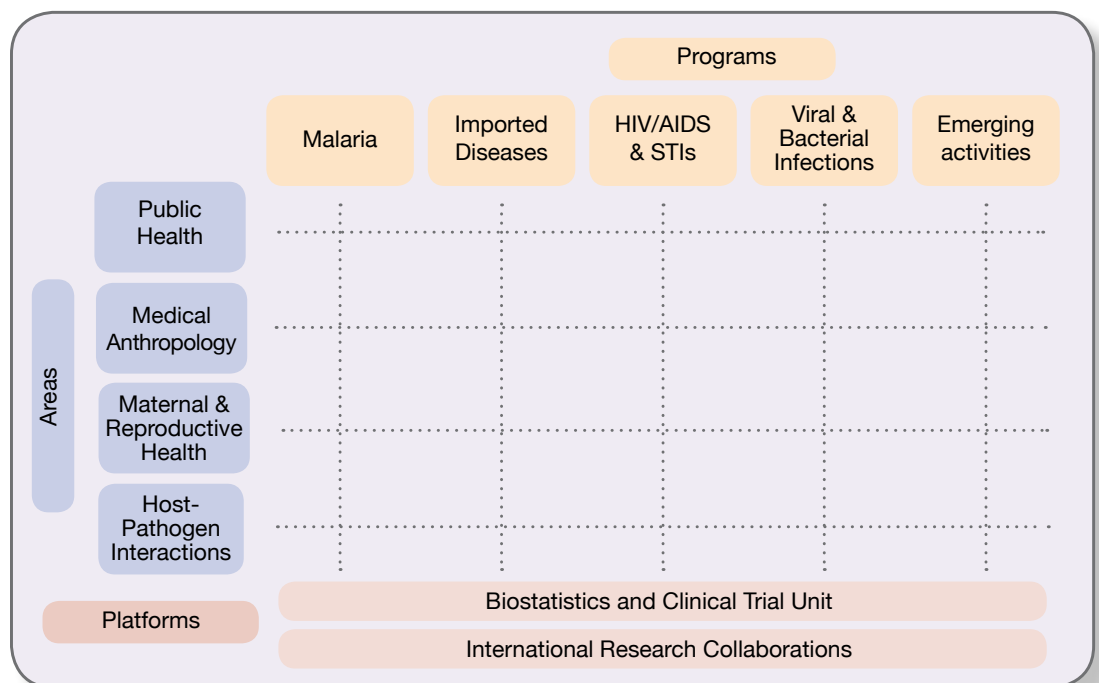 Programs
Malaria
Imported
Diseases
HIV/AIDS
& STIs
Viral &
Bacterial
Infections
Emerging
activities
Areas
Public
Health
Medical
Anthropology
Maternal &
Reproductive
Health
Host-
Pathogen
Interactions
Platforms
Biostatistics and Clinical Trial Unit
International Research Collaborations